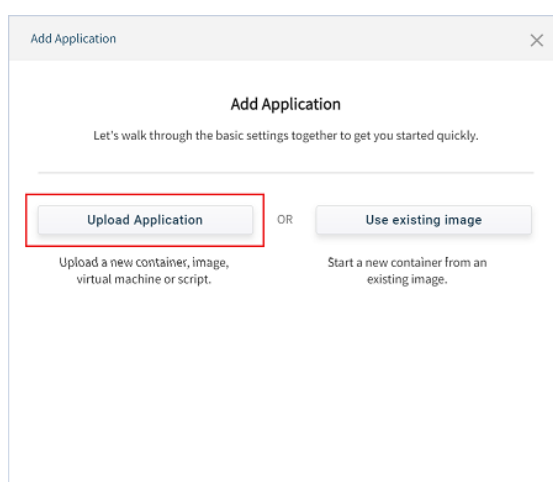 Add Application
Add Application
Let's walk through the basic settings together to get you started quickly.
Upload Application
OR
Use existing image
Upload a new container, image,
virtual machine or script.
Start a new container from an
existing image.